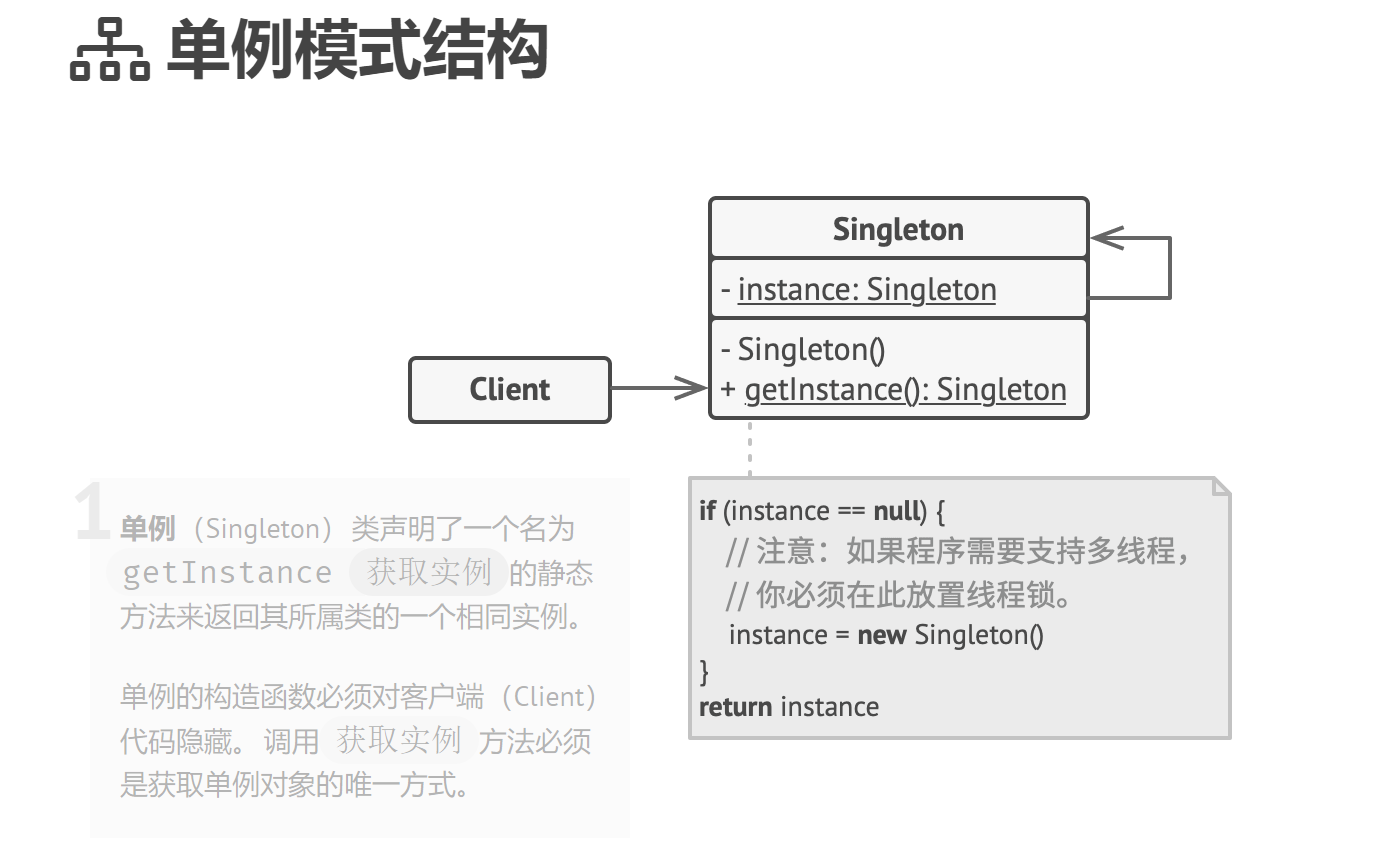 单例模式结构
Singleton
- instance: Singleton
- Singleton()
+ getInstance(): Singleton
Client
1
单例（Singleton）类声明了一个名为
getInstance 获取实例 的静态
方法来返回其所属类的一个相同实例。
单例的构造函数必须对客户端（Client）
代码隐藏。 调用 获取实例 方法必须
是获取单例对象的唯一方式。
if (instance == null) {
// 注意：如果程序需要支持多线程，
// 你必须在此放置线程锁。
instance = new Singleton()
}
return instance